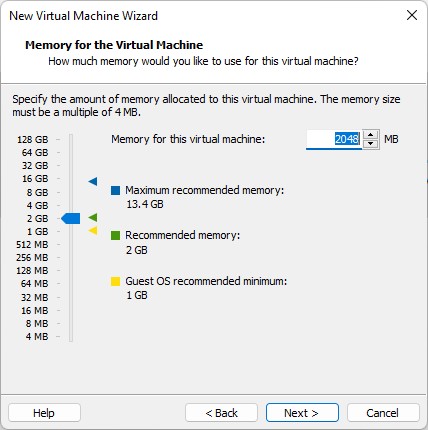 New Virtual Machine Wizard
Memory for the Virtual Machine
How much memory would you like to use for this virtual machine?
Specify the amount of memory allocated to this virtual machine. The memory size
must be a multiple of 4 MB.
Memory for this virtual machine: 2048 MB
128 GB
64 GB
32 GB
16 GB
8 GB
4 GB
2 GB
1 GB
512 MB
256 MB
128 MB
64 MB
32 MB
16 MB
8 MB
4 MB
Maximum recommended memory:
13.4 GB
Recommended memory:
2 GB
Guest OS recommended minimum:
1 GB
Help
< Back
Next >
Cancel